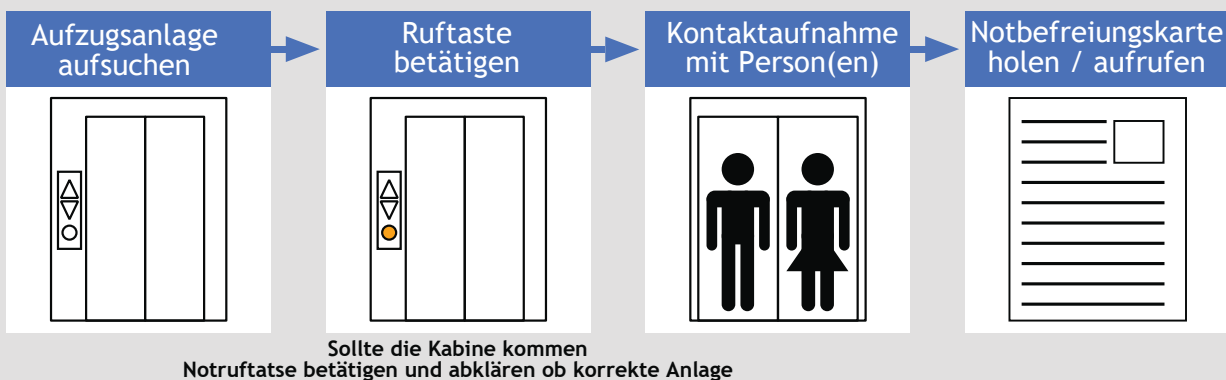 Aufzugsanlage
aufsuchen
Ruftaste
betätigen
Kontaktaufnahme
mit Person(en)
Notbefreiungskarte
holen / aufrufen
Sollte die Kabine kommen
Notruftatse betätigen und abklären ob korrekte Anlage